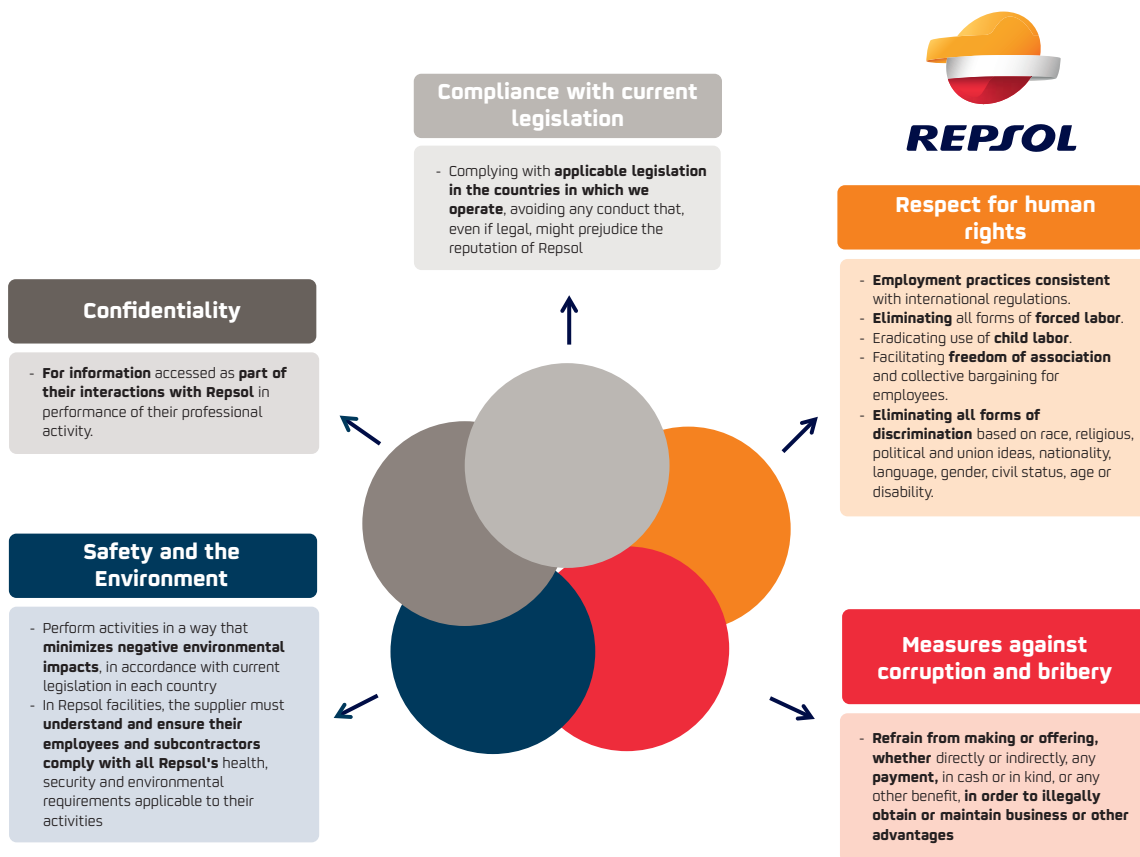 REPSOL
Compliance with current
legislation
- Complying with applicable legislation
in the countries in which we
operate, avoiding any conduct that,
even if legal, might prejudice the
reputation of Repsol
Respect for human
rights
- Employment practices consistent
with international regulations.
- Eliminating all forms of forced labor.
- Eradicating use of child labor.
- Facilitating freedom of association
and collective bargaining for
employees.
- Eliminating all forms of
discrimination based on race, religious,
political and union ideas, nationality,
language, gender, civil status, age or
disability.
Confidentiality
- For information accessed as part of
their interactions with Repsol in
performance of their professional
activity.
Safety and the
Environment
- Perform activities in a way that
minimizes negative environmental
impacts, in accordance with current
legislation in each country
- In Repsol facilities, the supplier must
understand and ensure their
employees and subcontractors
comply with all Repsol's health,
security and environmental
requirements applicable to their
activities
Measures against
corruption and bribery
- Refrain from making or offering,
whether directly or indirectly, any
payment, in cash or in kind, or any
other benefit, in order to illegally
obtain or maintain business or other
advantages